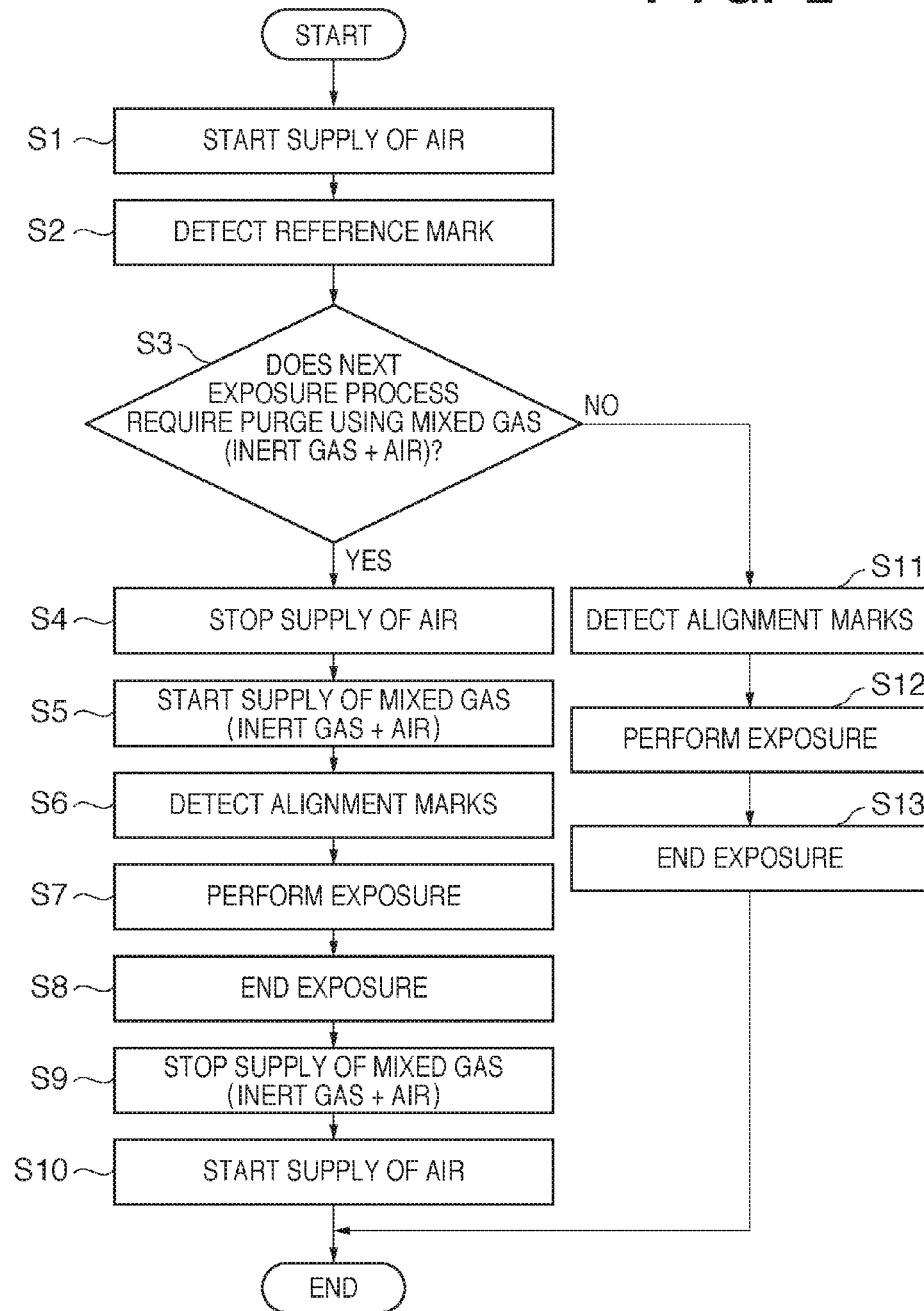 START
S1
START SUPPLY OF AIR
S2
DETECT REFERENCE MARK
S3
DOES NEXT
EXPOSURE PROCESS
REQUIRE PURGE USING MIXED GAS
(INERT GAS + AIR)?
NO
YES
S4
STOP SUPPLY OF AIR
S5
START SUPPLY OF MIXED GAS
(INERT GAS + AIR)
S6
DETECT ALIGNMENT MARKS
S7
PERFORM EXPOSURE
S8
END EXPOSURE
S9
STOP SUPPLY OF MIXED GAS
(INERT GAS + AIR)
S10
START SUPPLY OF AIR
S11
DETECT ALIGNMENT MARKS
S12
PERFORM EXPOSURE
S13
END EXPOSURE
END